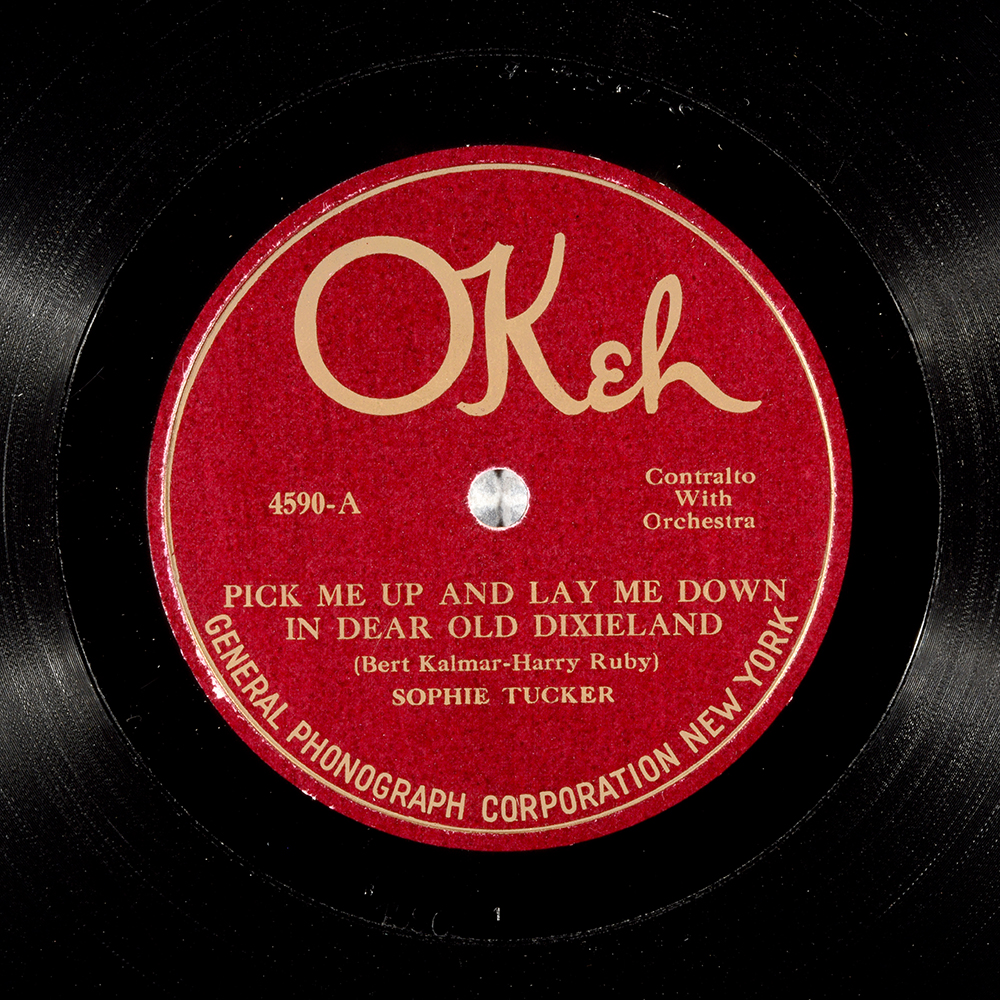 OKeh
4590-A
Contralto
With
Orchestra
PICK ME UP AND LAY ME DOWN
IN DEAR OLD DIXIELAND
(Bert Kalmar-Harry Ruby)
SOPHIE TUCKER
GENERAL PHONOGRAPH CORPORATION NEW YORK
1